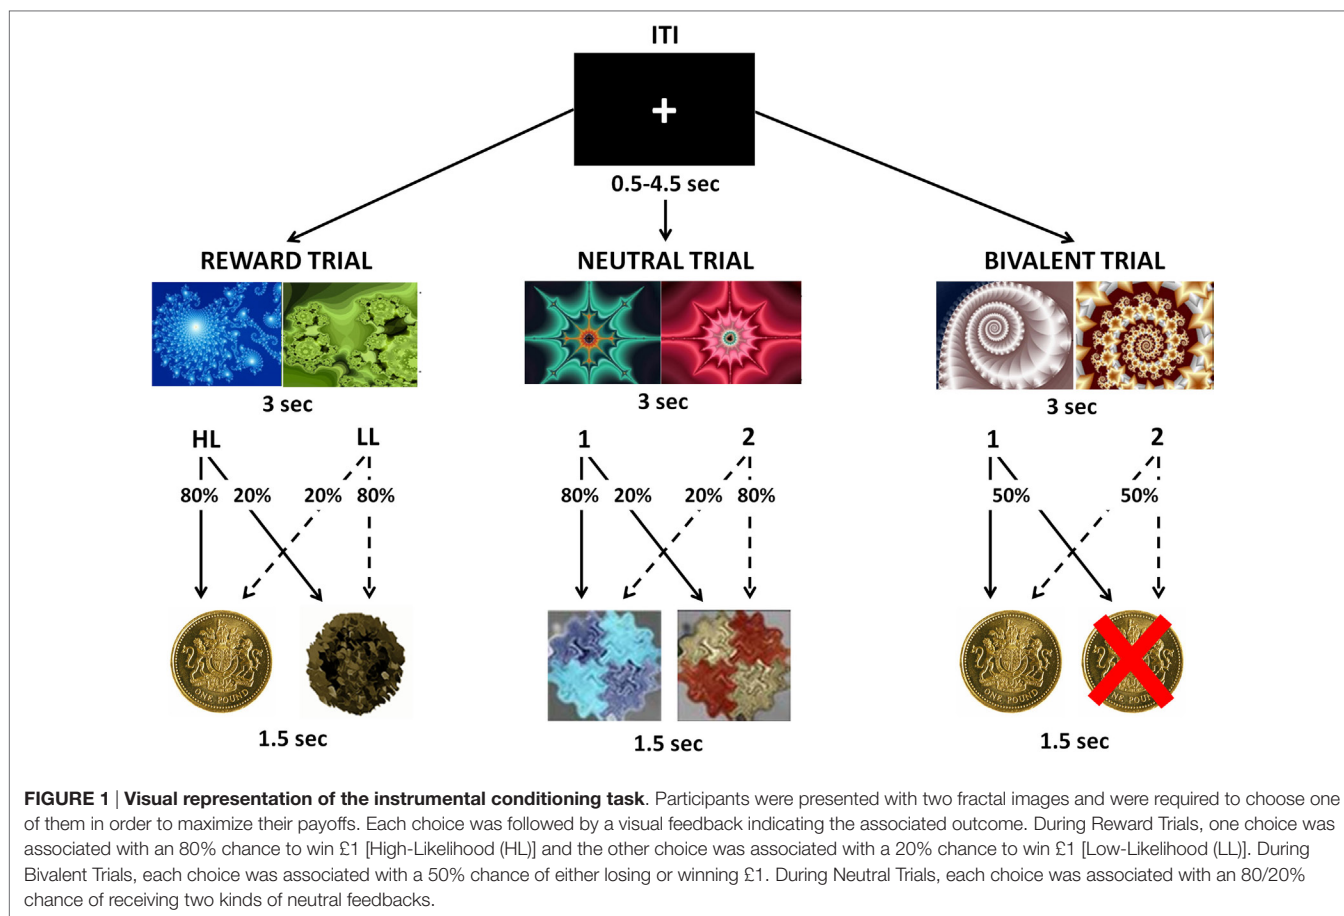 ITI
+
0.5-4.5 sec
REWARD TRIAL NEUTRAL TRIAL BIVALENT TRIAL
3 sec 3 sec 3 sec
HL LL 1 2 1 2
80% 20% 20% 80% 80% 20% 20% 80% 50% 50%
ONE POUND ONE POUND ONE POUND
1.5 sec 1.5 sec 1.5 sec
FIGURE 1 | Visual representation of the instrumental conditioning task. Participants were presented with two fractal images and were required to choose one
of them in order to maximize their payoffs. Each choice was followed by a visual feedback indicating the associated outcome. During Reward Trials, one choice was
associated with an 80% chance to win £1 [High-Likelihood (HL)] and the other choice was associated with a 20% chance to win £1 [Low-Likelihood (LL)]. During
Bivalent Trials, each choice was associated with a 50% chance of either losing or winning £1. During Neutral Trials, each choice was associated with an 80/20%
chance of receiving two kinds of neutral feedbacks.